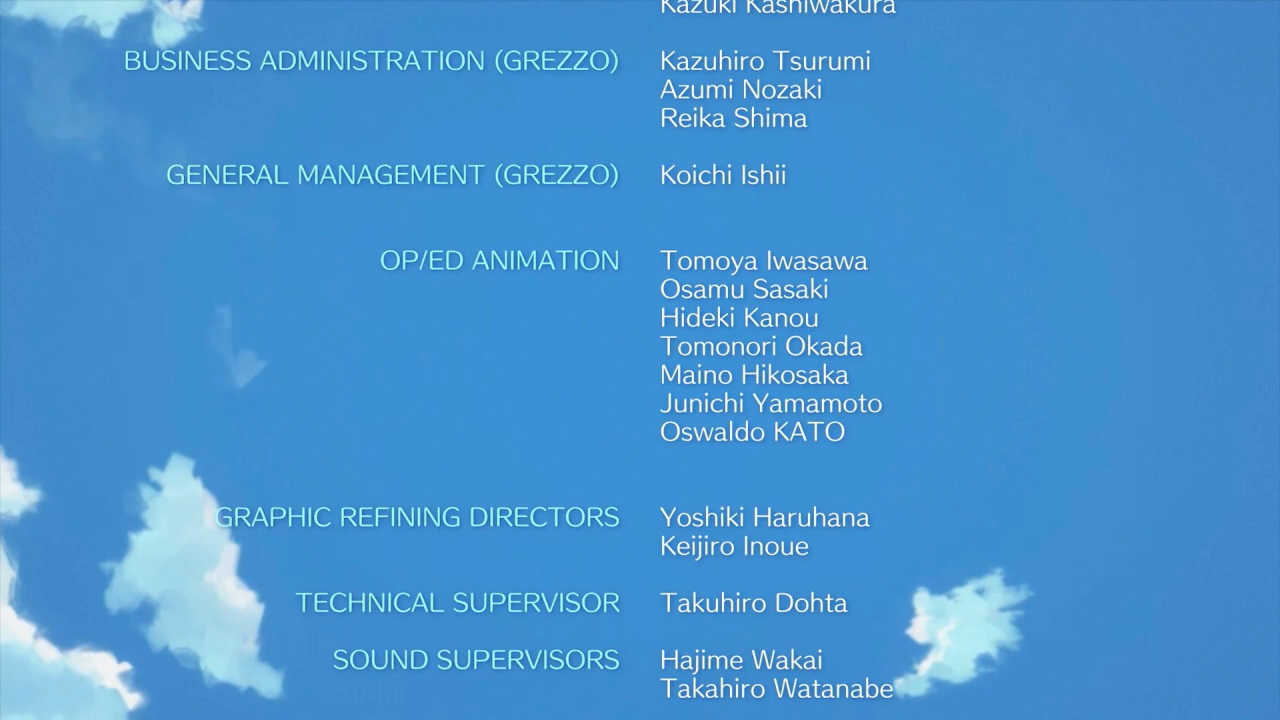 Kazuki Kashiwakura
BUSINESS ADMINISTRATION (GREZZO) Kazuhiro Tsurumi
Azumi Nozaki
Reika Shima
GENERAL MANAGEMENT (GREZZO) Koichi Ishii
OP/ED ANIMATION Tomoya Iwasawa
Osamu Sasaki
Hideki Kanou
Tomonori Okada
Maino Hikosaka
Junichi Yamamoto
Oswaldo KATO
GRAPHIC REFINING DIRECTORS Yoshiki Haruhana
Keijiro Inoue
TECHNICAL SUPERVISOR Takuhiro Dohta
SOUND SUPERVISORS Hajime Wakai
Takahiro Watanabe